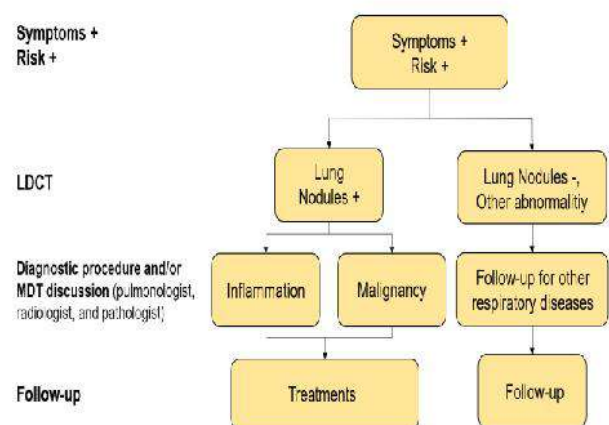 Symptoms +
Risk +
Symptoms +
Risk +
LDCT
Lung
Nodules +
Lung Nodules -,
Other abnormalitiy
Diagnostic procedure and/or
MDT discussion (pulmonologist,
radiologist, and pathologist)
Inflammation
Malignancy
Follow-up for other
respiratory diseases
Follow-up
Treatments
Follow-up